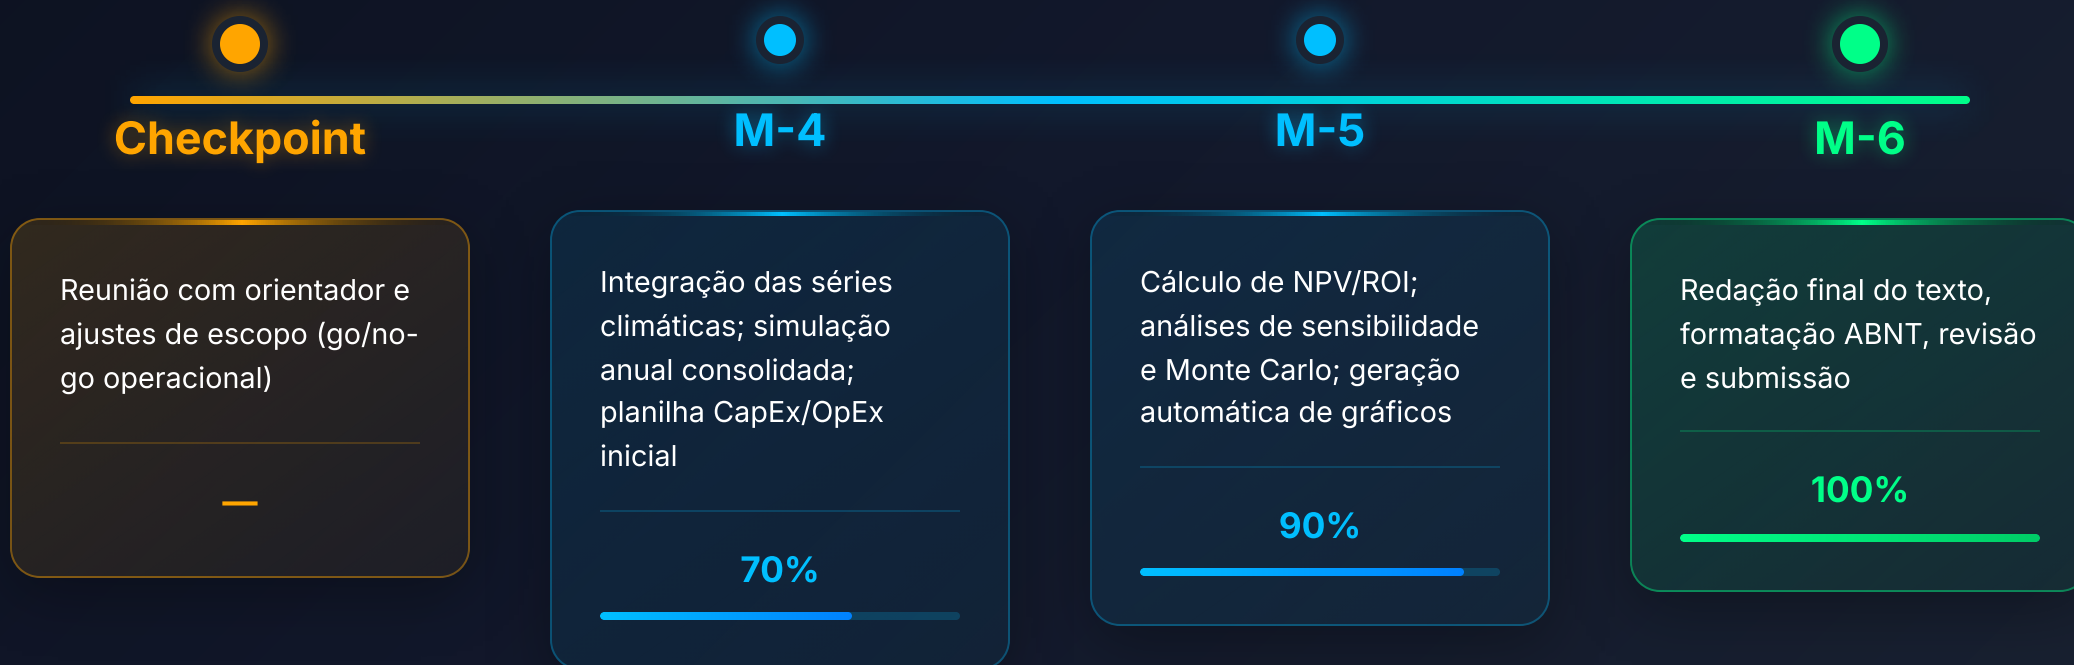 Checkpoint
M-4
M-5
M-6
Reunião com orientador e
ajustes de escopo (go/no-
go operacional)
—
Integração das séries
climáticas; simulação
anual consolidada;
planilha CapEx/OpEx
inicial
70%
Cálculo de NPV/ROI;
análises de sensibilidade
e Monte Carlo; geração
automática de gráficos
90%
Redação final do texto,
formatação ABNT, revisão
e submissão
100%